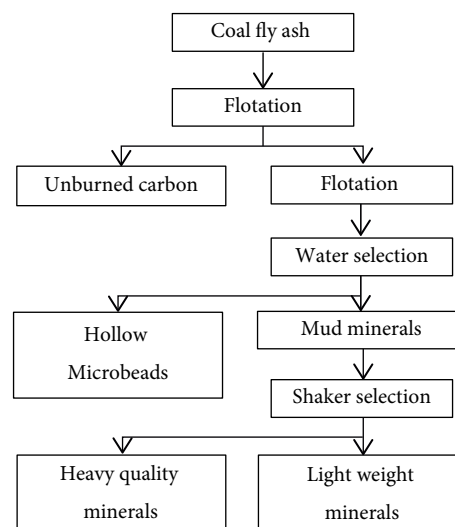 Coal fly ash
Flotation
Unburned carbon
Flotation
Water selection
Hollow
Microbeads
Mud minerals
Shaker selection
Heavy quality
minerals
Light weight
minerals